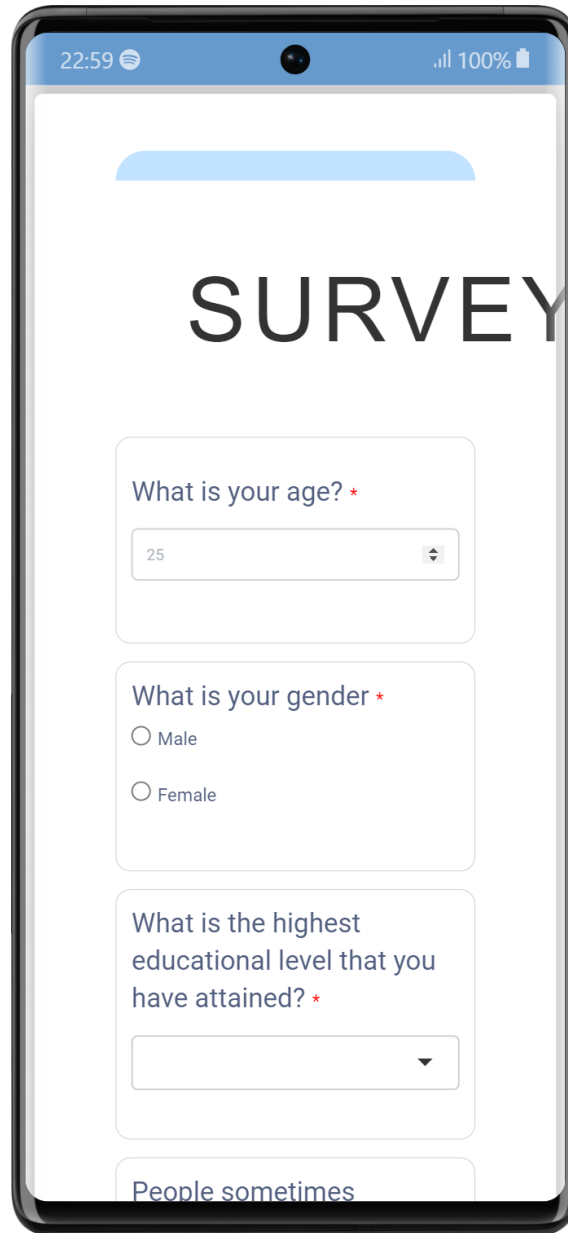 22:59 100%
SURVEY
What is your age? *
25
What is your gender *
Male
Female
What is the highest
educational level that you
have attained? *
People sometimes